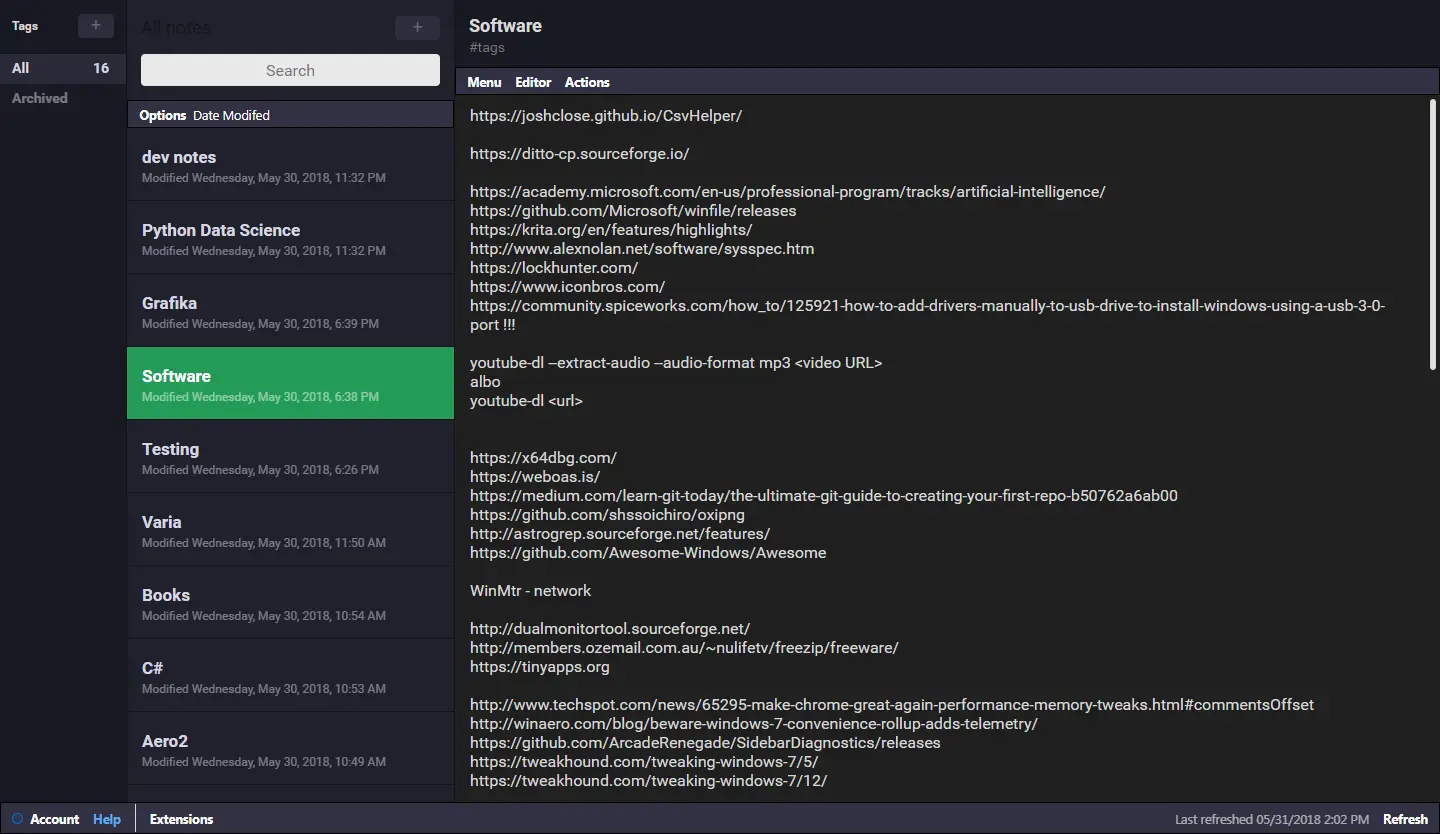 Tags
+
All 16
Archived
All notes
+
Search
Options Date Modifed
dev notes
Modified Wednesday, May 30, 2018, 11:32 PM
Python Data Science
Modified Wednesday, May 30, 2018, 11:32 PM
Grafika
Modified Wednesday, May 30, 2018, 6:39 PM
Software
Modified Wednesday, May 30, 2018, 6:38 PM
Testing
Modified Wednesday, May 30, 2018, 6:26 PM
Varia
Modified Wednesday, May 30, 2018, 11:50 AM
Books
Modified Wednesday, May 30, 2018, 10:54 AM
C#
Modified Wednesday, May 30, 2018, 10:53 AM
Aero2
Modified Wednesday, May 30, 2018, 10:49 AM
Software
#tags
Menu Editor Actions
https://joshclose.github.io/CsvHelper/
https://ditto-cp.sourceforge.io/
https://academy.microsoft.com/en-us/professional-program/tracks/artificial-intelligence/
https://github.com/Microsoft/winfile/releases
https://krita.org/en/features/highlights/
http://www.alexnolan.net/software/sysspec.htm
https://lockhunter.com/
https://www.iconbros.com/
https://community.spiceworks.com/how_to/125921-how-to-add-drivers-manually-to-usb-drive-to-install-windows-using-a-usb-3-0-
port !!!
youtube-dl --extract-audio --audio-format mp3 <video URL>
albo
youtube-dl <url>
https://x64dbg.com/
https://weboas.is/
https://medium.com/learn-git-today/the-ultimate-git-guide-to-creating-your-first-repo-b50762a6ab00
https://github.com/shssoichiro/oxipng
http://astrogrep.sourceforge.net/features/
https://github.com/Awesome-Windows/Awesome
WinMtr - network
http://dualmonitortool.sourceforge.net/
http://members.ozemail.com.au/~nulifetv/freezip/freeware/
https://tinyapps.org
http://www.techspot.com/news/65295-make-chrome-great-again-performance-memory-tweaks.html#commentsOffset
http://winaero.com/blog/beware-windows-7-convenience-rollup-adds-telemetry/
https://github.com/ArcadeRenegade/SidebarDiagnostics/releases
https://tweakhound.com/tweaking-windows-7/5/
https://tweakhound.com/tweaking-windows-7/12/
Account Help Extensions Last refreshed 05/31/2018 2:02 PM Refresh